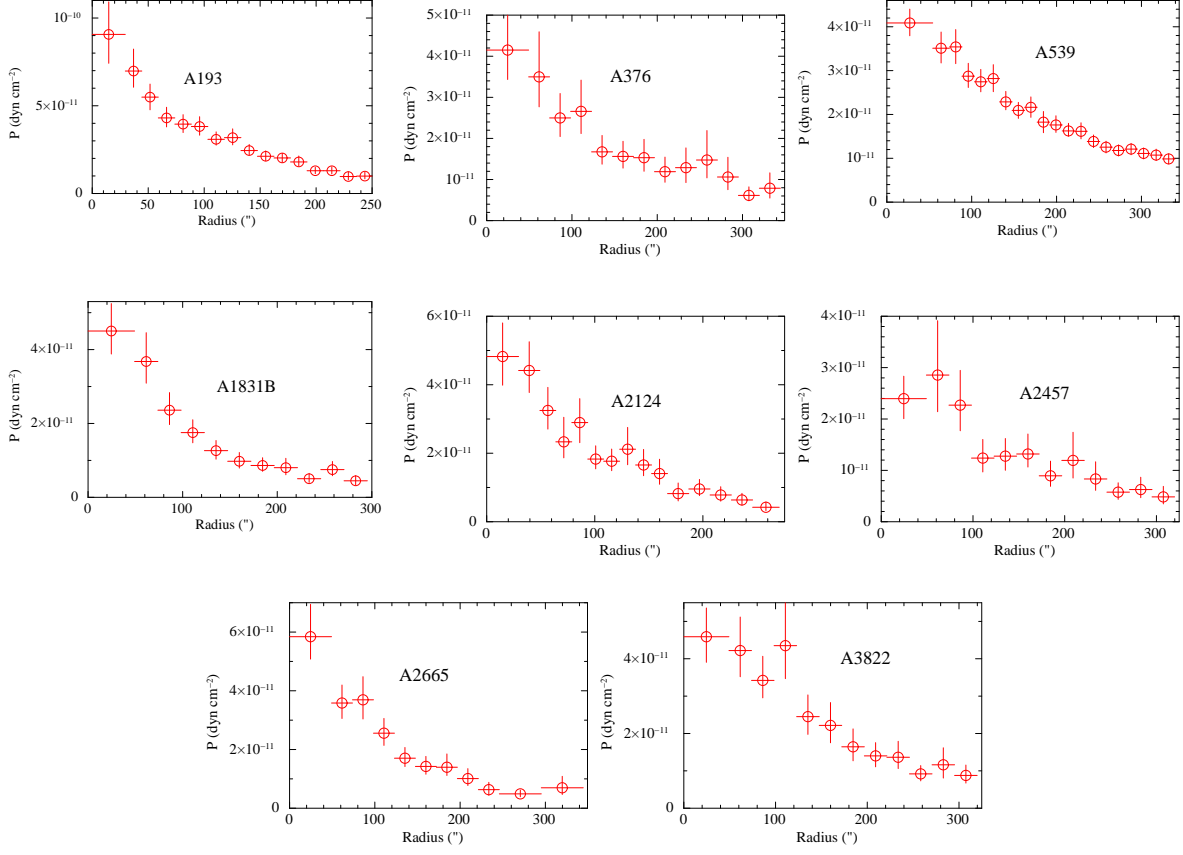 10⁻¹⁰
5×10⁻¹¹
0
P (dyn cm⁻²)
A193
0 50 100 150 200 250
Radius (")
5×10⁻¹¹
4×10⁻¹¹
3×10⁻¹¹
2×10⁻¹¹
10⁻¹¹
0
P (dyn cm⁻²)
A376
0 100 200 300
Radius (")
4×10⁻¹¹
3×10⁻¹¹
2×10⁻¹¹
10⁻¹¹
0
P (dyn cm⁻²)
A539
0 100 200 300
Radius (")
4×10⁻¹¹
2×10⁻¹¹
0
P (dyn cm⁻²)
A1831B
0 100 200 300
Radius (")
6×10⁻¹¹
4×10⁻¹¹
2×10⁻¹¹
0
P (dyn cm⁻²)
A2124
0 100 200
Radius (")
4×10⁻¹¹
3×10⁻¹¹
2×10⁻¹¹
10⁻¹¹
0
P (dyn cm⁻²)
A2457
0 100 200 300
Radius (")
6×10⁻¹¹
4×10⁻¹¹
2×10⁻¹¹
0
P (dyn cm⁻²)
A2665
0 100 200 300
Radius (")
4×10⁻¹¹
2×10⁻¹¹
0
P (dyn cm⁻²)
A3822
0 100 200 300
Radius (")